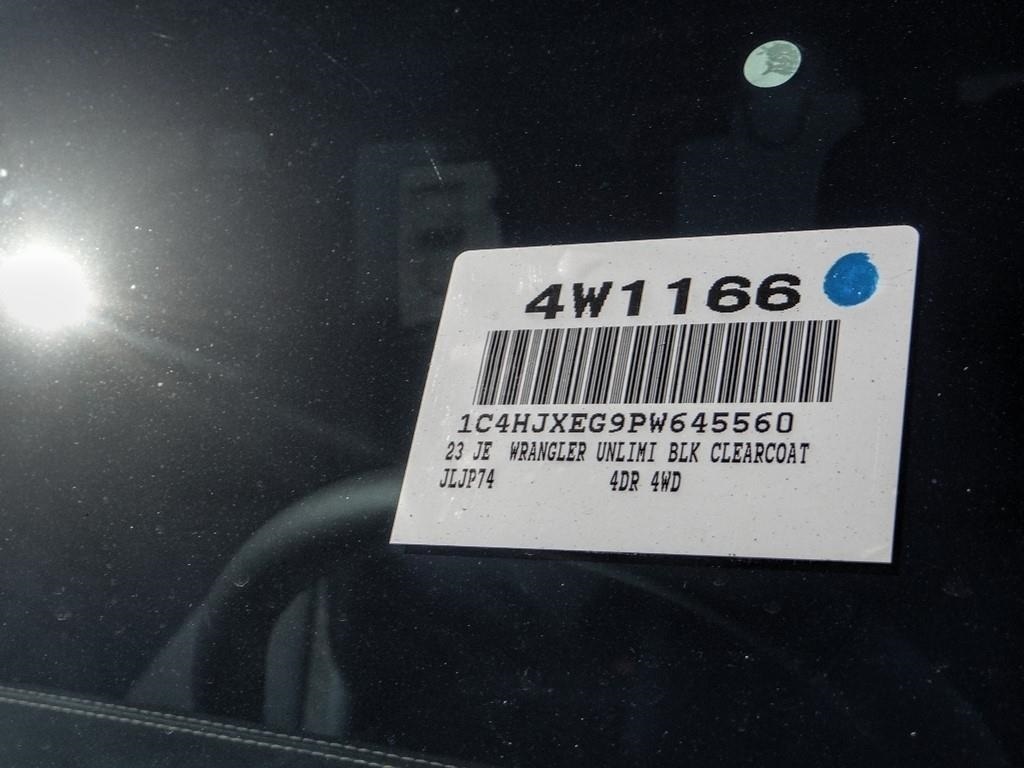 4W1166
1C4HJXEG9PW645560
23 JE WRANGLER UNLIMI BLK CLEARCOAT
JLJP74 4DR 4WD